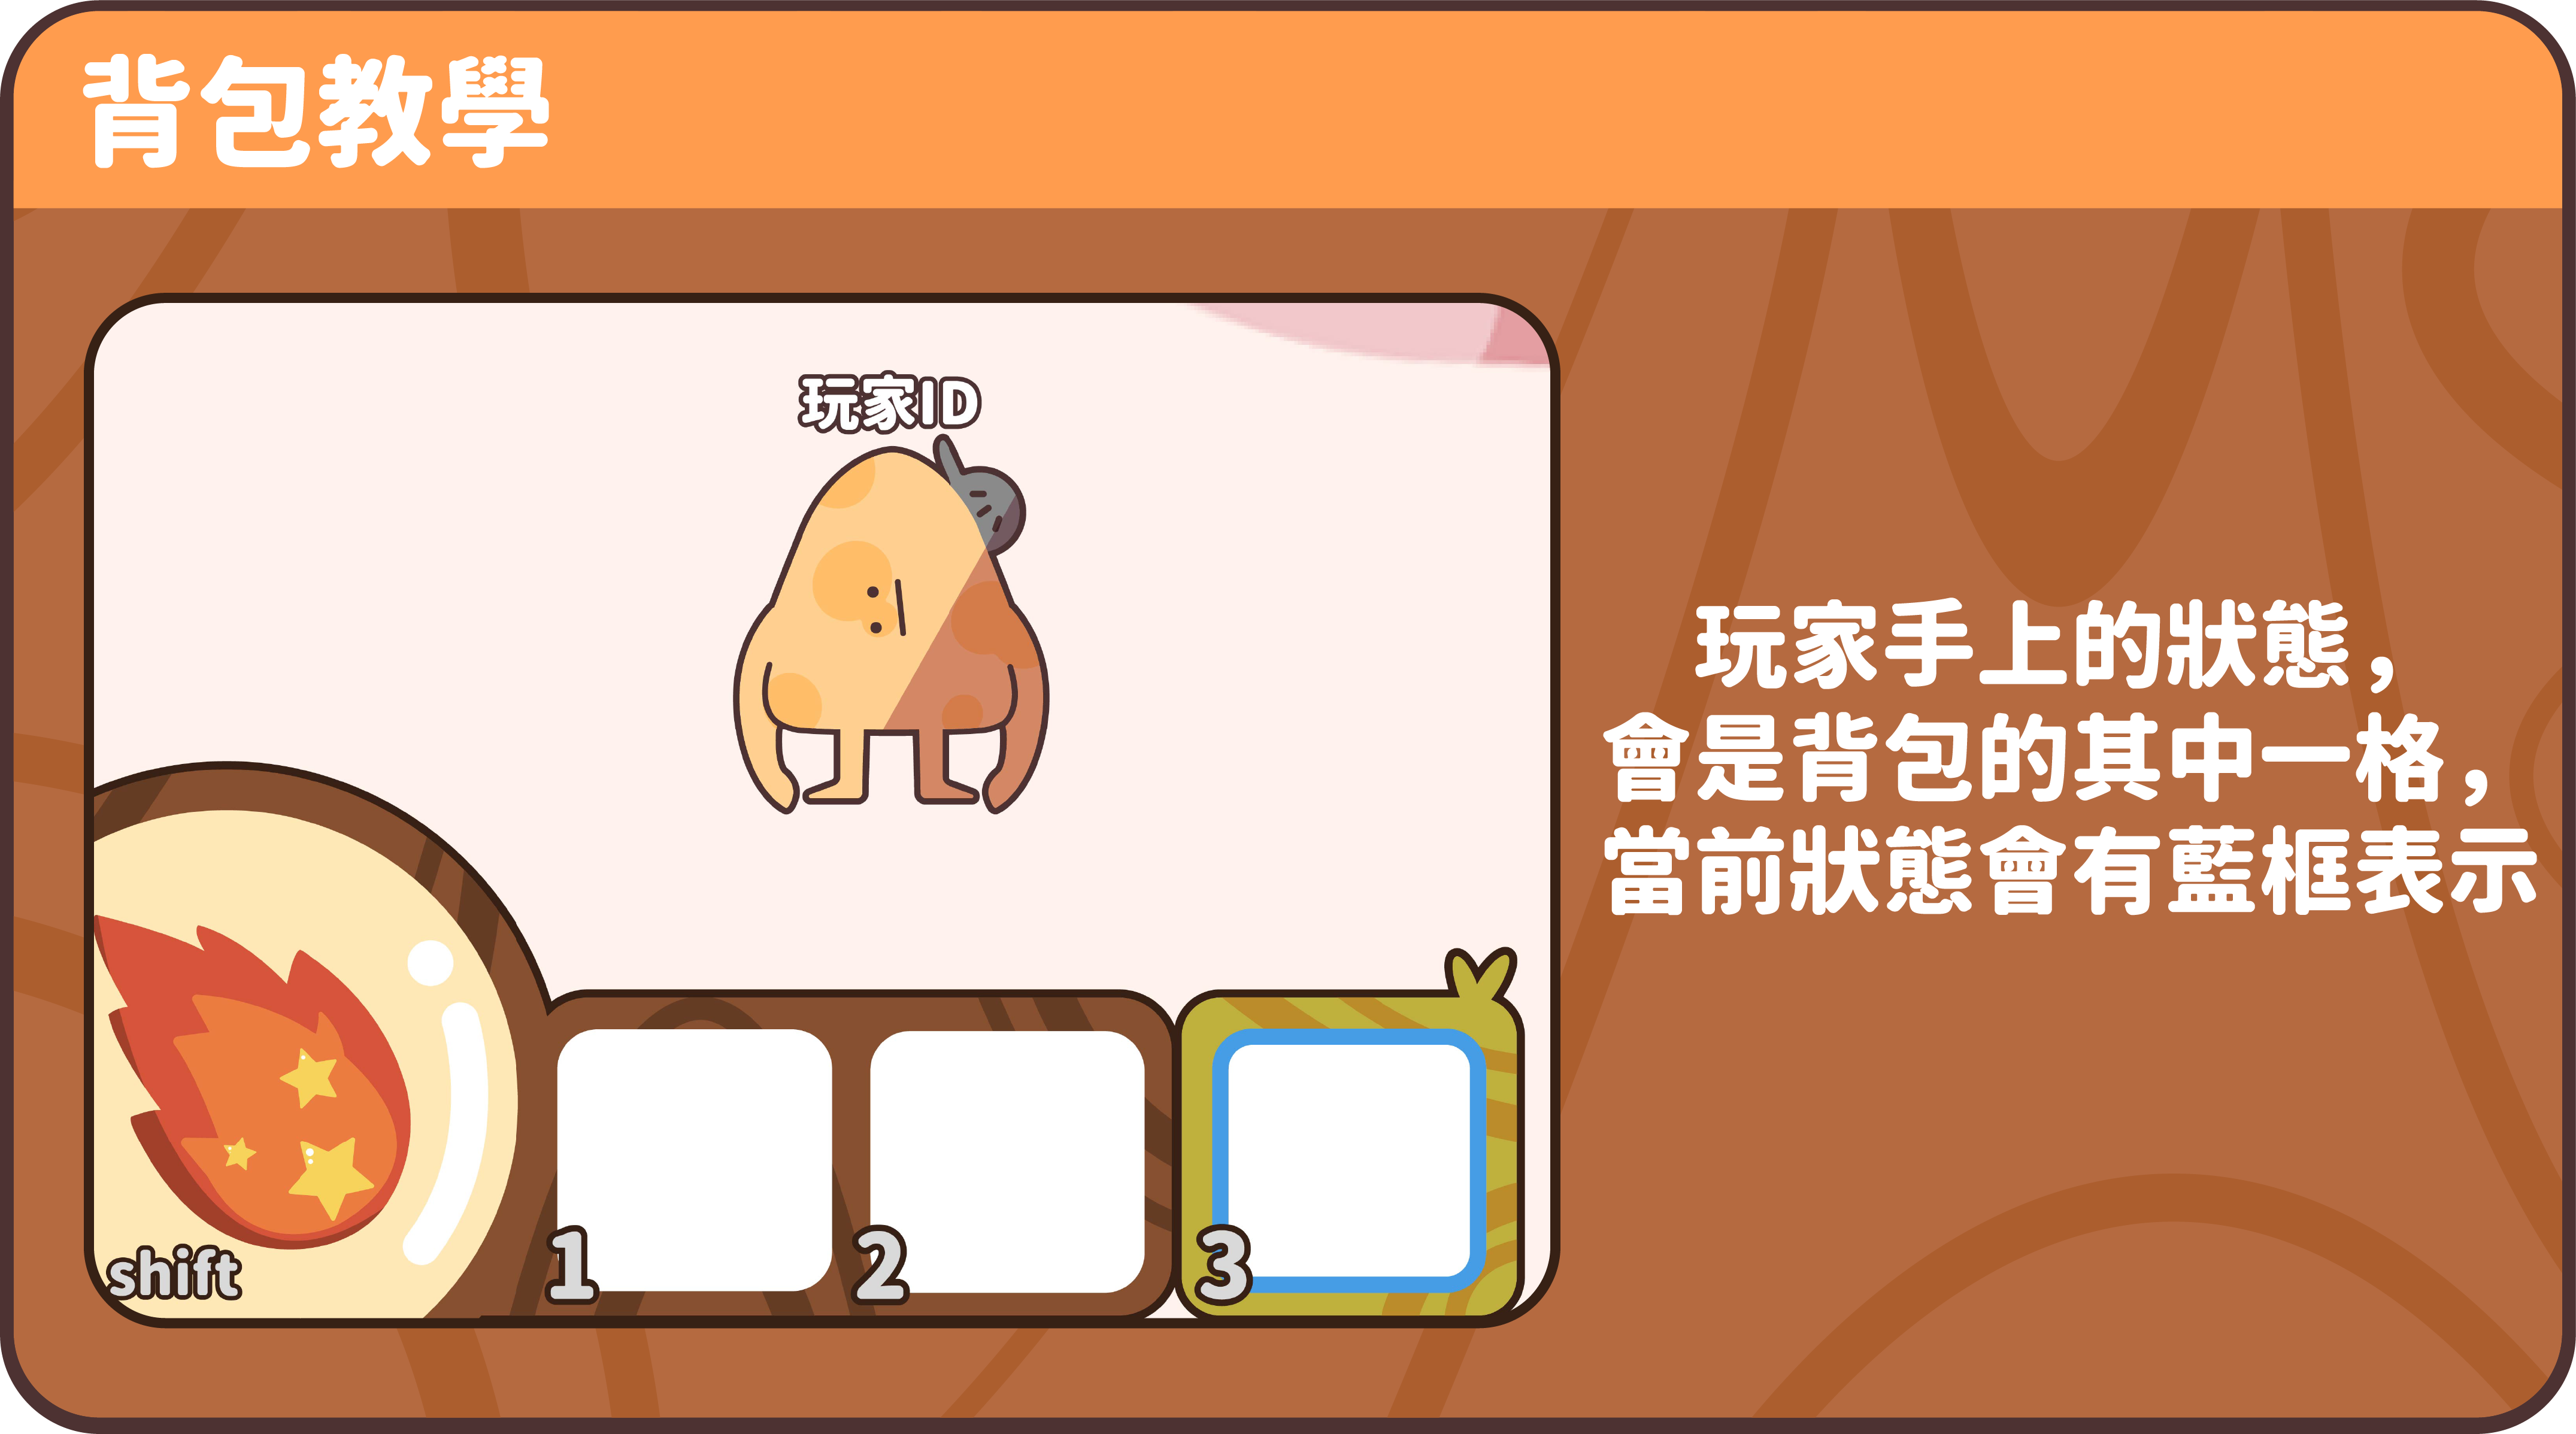 背包教學
玩家ID
玩家手上的狀態，
會是背包的其中一格，
當前狀態會有藍框表示
shift
1
2
3